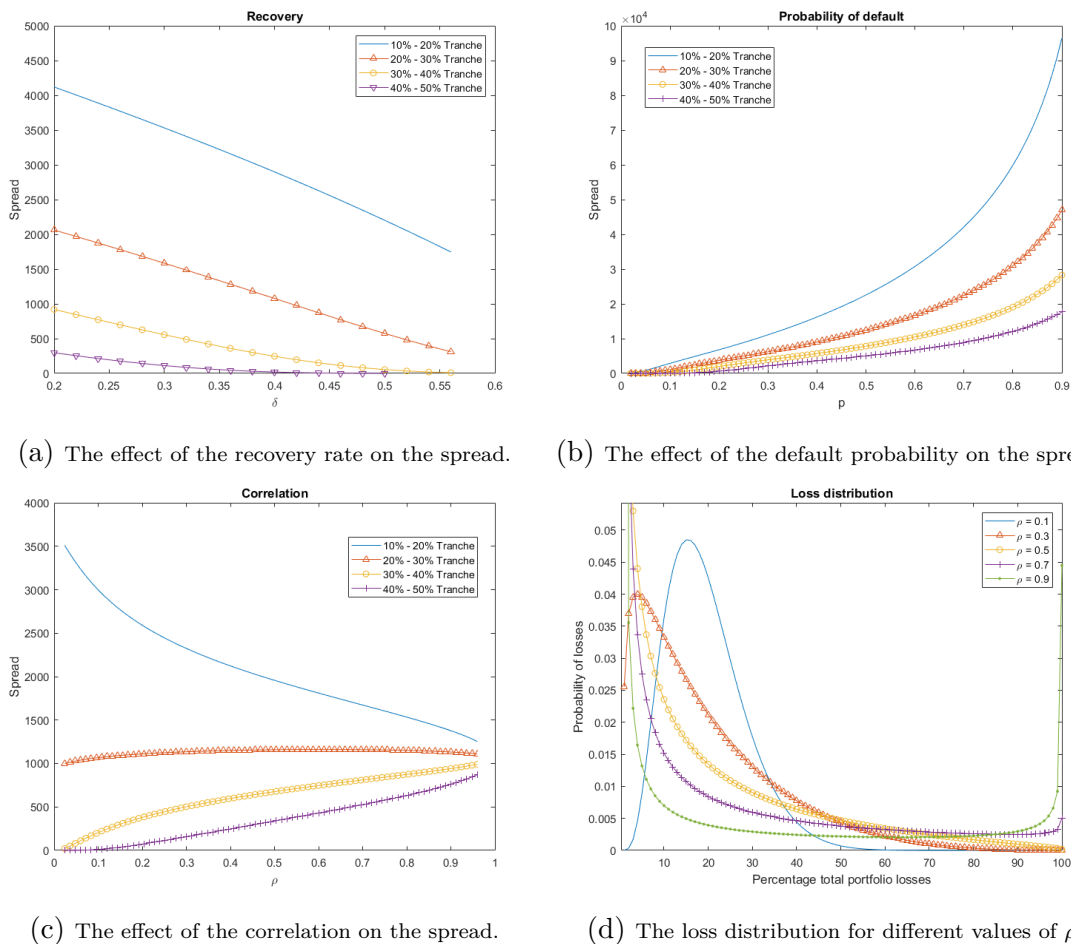 Recovery
5000
4500
4000
3500
3000
2500
2000
1500
1000
500
0
Spread
0.2 0.25 0.3 0.35 0.4 0.45 0.5 0.55 0.6
δ
10% - 20% Tranche
20% - 30% Tranche
30% - 40% Tranche
40% - 50% Tranche
Probability of default
×10⁴
10
9
8
7
6
5
4
3
2
1
0
Spread
0 0.1 0.2 0.3 0.4 0.5 0.6 0.7 0.8 0.9
p
10% - 20% Tranche
20% - 30% Tranche
30% - 40% Tranche
40% - 50% Tranche
(a) The effect of the recovery rate on the spread.
(b) The effect of the default probability on the spre
Correlation
4000
3500
3000
2500
2000
1500
1000
500
0
Spread
0 0.1 0.2 0.3 0.4 0.5 0.6 0.7 0.8 0.9 1
ρ
10% - 20% Tranche
20% - 30% Tranche
30% - 40% Tranche
40% - 50% Tranche
Loss distribution
0.05
0.045
0.04
0.035
0.03
0.025
0.02
0.015
0.01
0.005
0
Probability of losses
10 20 30 40 50 60 70 80 90 100
Percentage total portfolio losses
ρ = 0.1
ρ = 0.3
ρ = 0.5
ρ = 0.7
ρ = 0.9
(c) The effect of the correlation on the spread.
(d) The loss distribution for different values of ρ